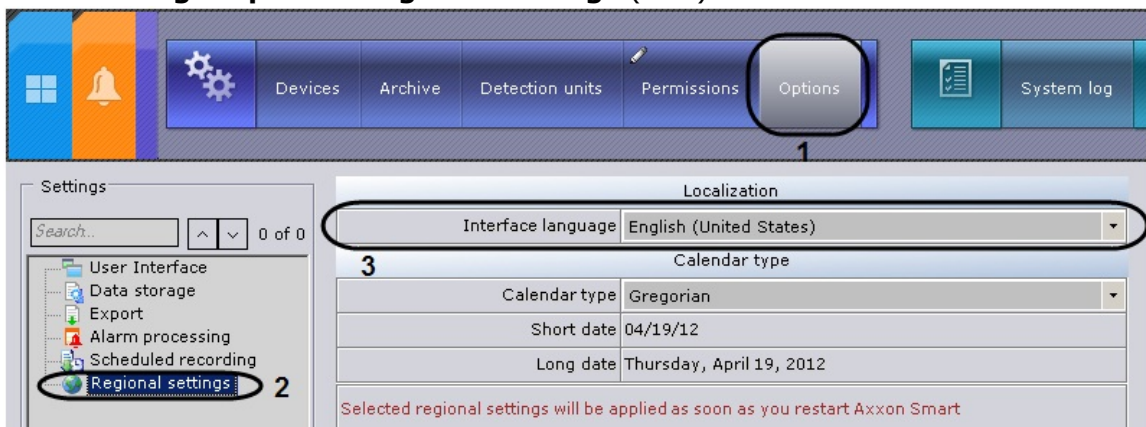 Devices Archive Detection units Permissions Options System log
1
Settings
Search... 0 of 0
User Interface
Data storage
Export
Alarm processing
Scheduled recording
Regional settings 2
Localization
Interface language English (United States)
3 Calendar type
Calendar type Gregorian
Short date 04/19/12
Long date Thursday, April 19, 2012
Selected regional settings will be applied as soon as you restart Axxon Smart